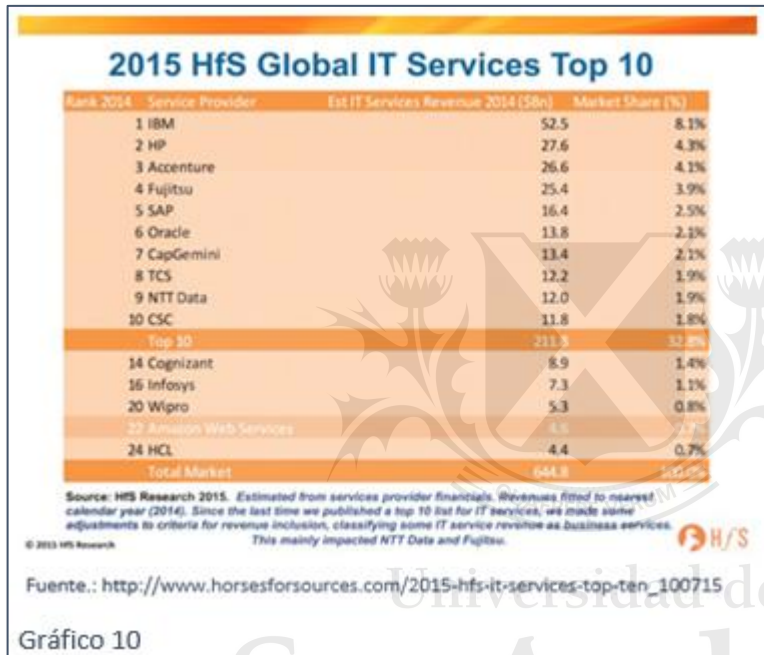 2015 HfS Global IT Services Top 10
Rank 2014 Service Provider Est IT Services Revenue 2014 ($Bn) Market Share (%)
1 IBM 52.5 8.1%
2 HP 27.6 4.3%
3 Accenture 26.6 4.1%
4 Fujitsu 25.4 3.9%
5 SAP 16.4 2.5%
6 Oracle 13.8 2.1%
7 CapGemini 13.4 2.1%
8 TCS 12.2 1.9%
9 NTT Data 12.0 1.9%
10 CSC 11.8 1.8%
Top 10 32.8%
14 Cognizant 8.9 1.4%
16 Infosys 7.3 1.1%
20 Wipro 5.3 0.8%
22 Amazon Web Services
24 HCL 4.4 0.7%
Total Market 644.8 100.0%
Source: HfS Research 2015. Estimated from services provider financials. Revenues fitted to nearest
calendar year (2014). Since the last time we published a top 10 list for IT services, we made some
adjustments to criteria for revenue inclusion, classifying some IT service revenue as business services.
This mainly impacted NTT Data and Fujitsu.
© 2015 HfS Research
HfS
Fuente.: http://www.horsesforsources.com/2015-hfs-it-services-top-ten_100715
Universidad de
Gráfico 10